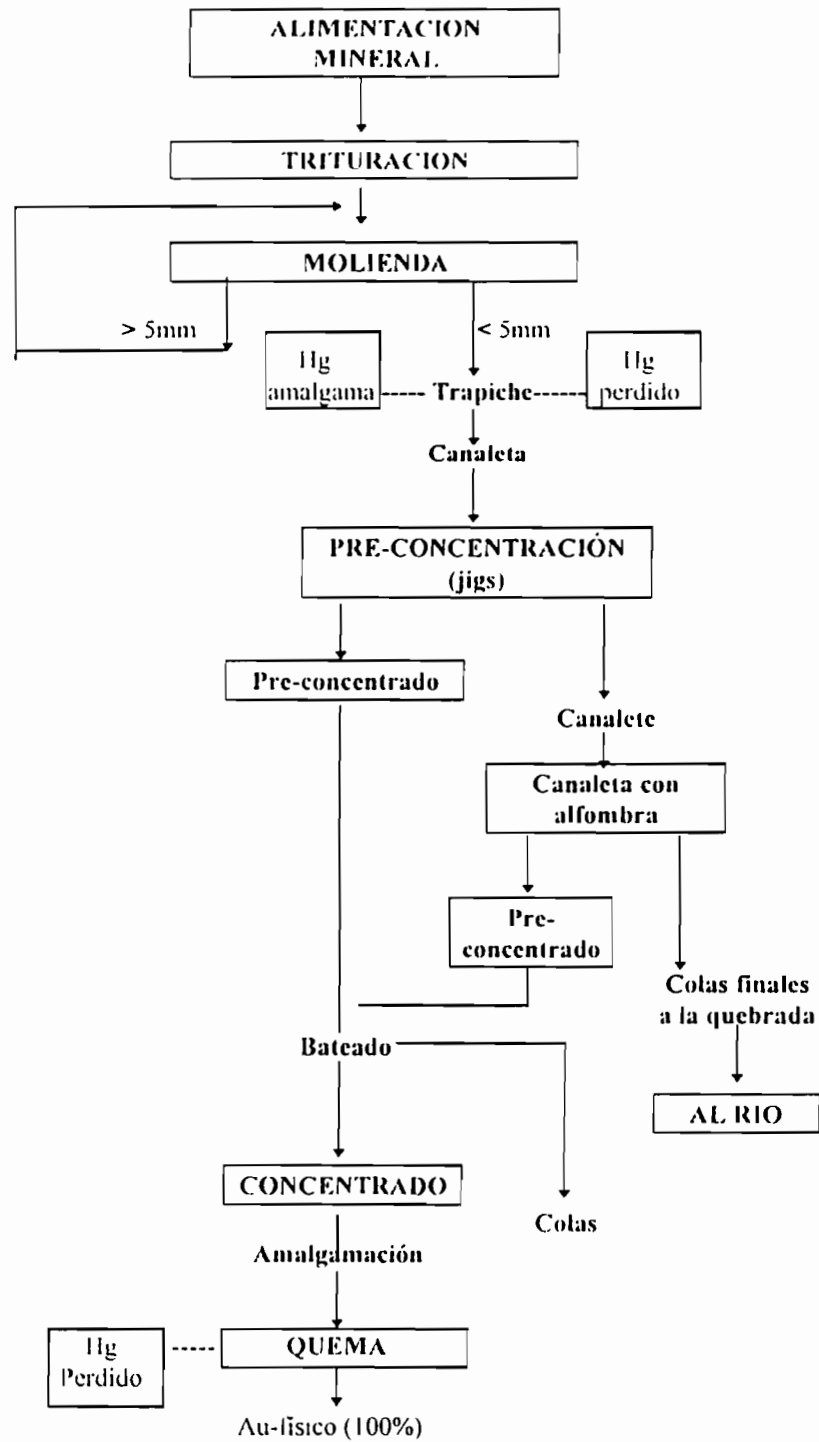 ALIMENTACION
MINERAL
TRITURACION
MOLIENDA
> 5mm
< 5mm
Hg
amalgama
Trapiche
Hg
perdido
Canaleta
PRE-CONCENTRACIÓN
(jigs)
Pre-concentrado
Canalete
Canaleta con
alfombra
Pre-
concentrado
Colas finales
a la quebrada
Bateado
AL RIO
CONCENTRADO
Colas
Amalgamación
Hg
Perdido
QUEMA
Au-fisico (100%)